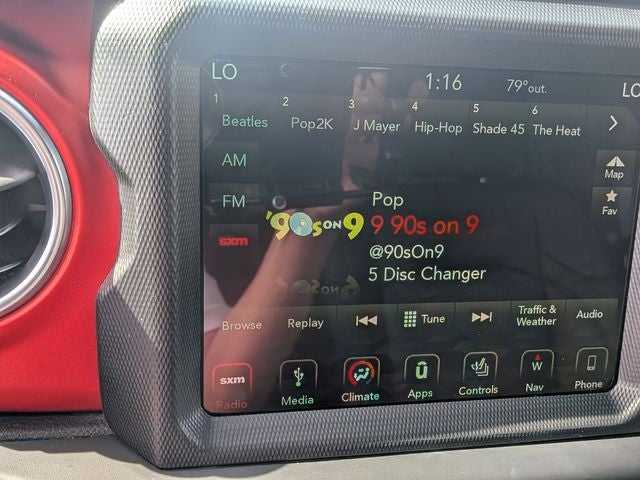 LO 1:16 79°out. LO
1 2 3 4 5 6
Beatles Pop2K J Mayer Hip-Hop Shade 45 The Heat
AM
Map
FM
Pop
Fav
sxm
'90s ON 9
9 90s on 9
@90sOn9
5 Disc Changer
Browse Replay Tune Traffic & Weather Audio
sxm W
Radio Media Climate Apps Controls Nav Phone